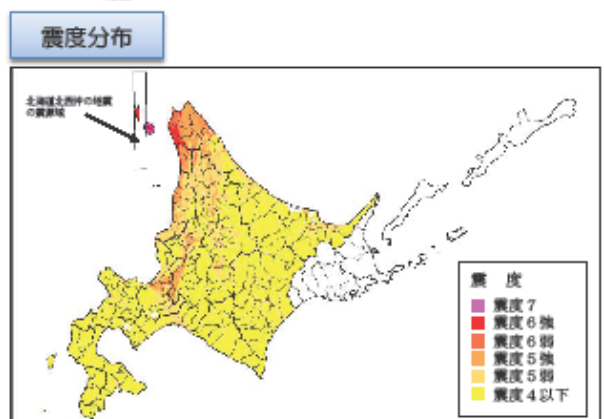 震度分布
北海道北西沖の地震
の震源域
震 度
震度7
震度6強
震度6弱
震度5強
震度5弱
震度4以下